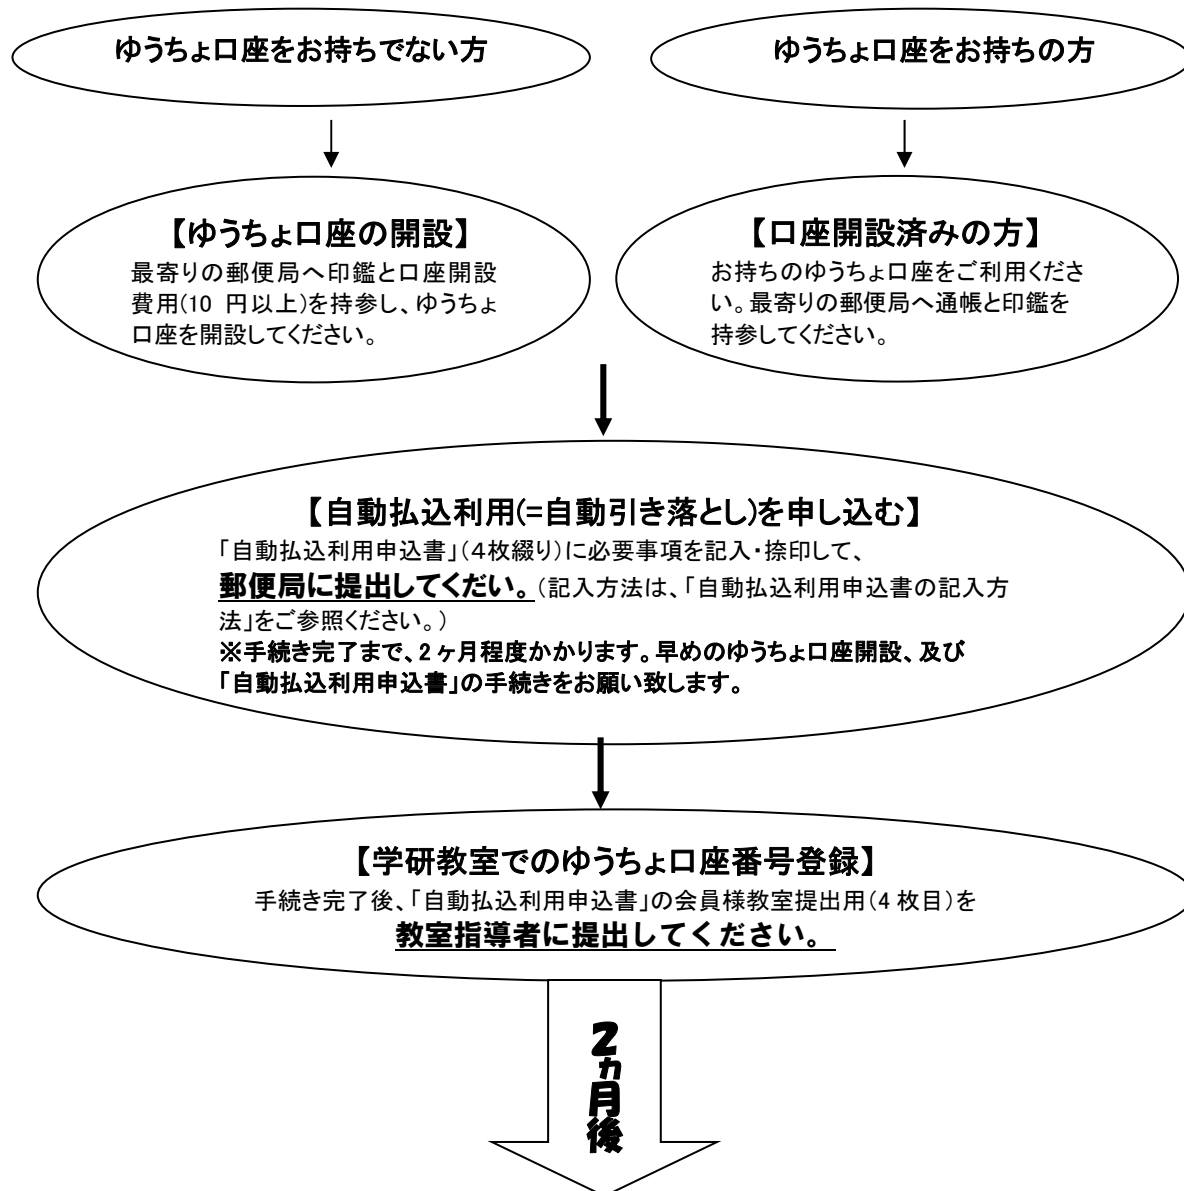 ゆうちょ口座をお持ちでない方
ゆうちょ口座をお持ちの方
【ゆうちょ口座の開設】
最寄りの郵便局へ印鑑と口座開設
費用(10 円以上)を持参し、ゆうちょ
口座を開設してください。
【口座開設済みの方】
お持ちのゆうちょ口座をご利用くださ
い。最寄りの郵便局へ通帳と印鑑を
持参してください。
【自動払込利用(=自動引き落とし)を申し込む】
「自動払込利用申込書」(4枚綴り)に必要事項を記入・捺印して、
郵便局に提出してくだい。(記入方法は、「自動払込利用申込書の記入方
法」をご参照ください。)
※手続き完了まで、2ヶ月程度かかります。早めのゆうちょ口座開設、及び
「自動払込利用申込書」の手続きをお願い致します。
【学研教室でのゆうちょ口座番号登録】
手続き完了後、「自動払込利用申込書」の会員様教室提出用(4枚目)を
教室指導者に提出してください。
2ヵ月後